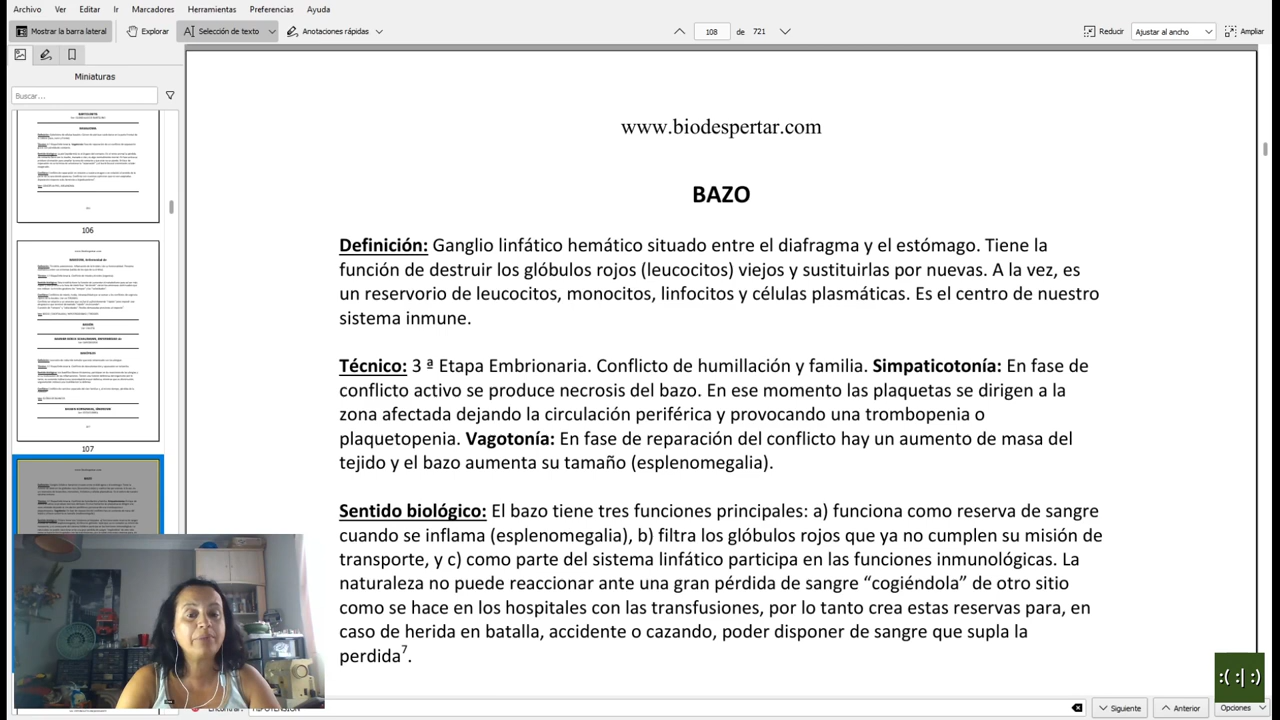 Archivo Ver Editar Ir Marcadores Herramientas Preferencias Ayuda
Mostrar la barra lateral Explorar Selección de texto Anotaciones rápidas 108 de 721 Reducir Ajustar al ancho Ampliar
Miniaturas
Buscar...
106
107
www.biodespertar.com
BAZO
Definición: Ganglio linfático hemático situado entre el diafragma y el estómago. Tiene la
función de destruir los glóbulos rojos (leucocitos) viejos y sustituirlas por nuevas. A la vez, es
un reservorio de plaquetas, monocitos, linfocitos y células plasmáticas. Es el centro de nuestro
sistema inmune.
Técnico: 3 ª Etapa Embrionaria. Conflicto de humillación en la familia. Simpaticotonía: En fase de
conflicto activo se produce necrosis del bazo. En ese momento las plaquetas se dirigen a la
zona afectada dejando la circulación periférica y provocando una trombopenia o
plaquetopenia. Vagotonía: En fase de reparación del conflicto hay un aumento de masa del
tejido y el bazo aumenta su tamaño (esplenomegalia).
Sentido biológico: El bazo tiene tres funciones principales: a) funciona como reserva de sangre
cuando se inflama (esplenomegalia), b) filtra los glóbulos rojos que ya no cumplen su misión de
transporte, y c) como parte del sistema linfático participa en las funciones inmunológicas. La
naturaleza no puede reaccionar ante una gran pérdida de sangre “cogiéndola” de otro sitio
como se hace en los hospitales con las transfusiones, por lo tanto crea estas reservas para, en
caso de herida en batalla, accidente o cazando, poder disponer de sangre que supla la
perdida7.
:( :| :)
Siguiente Anterior Opciones